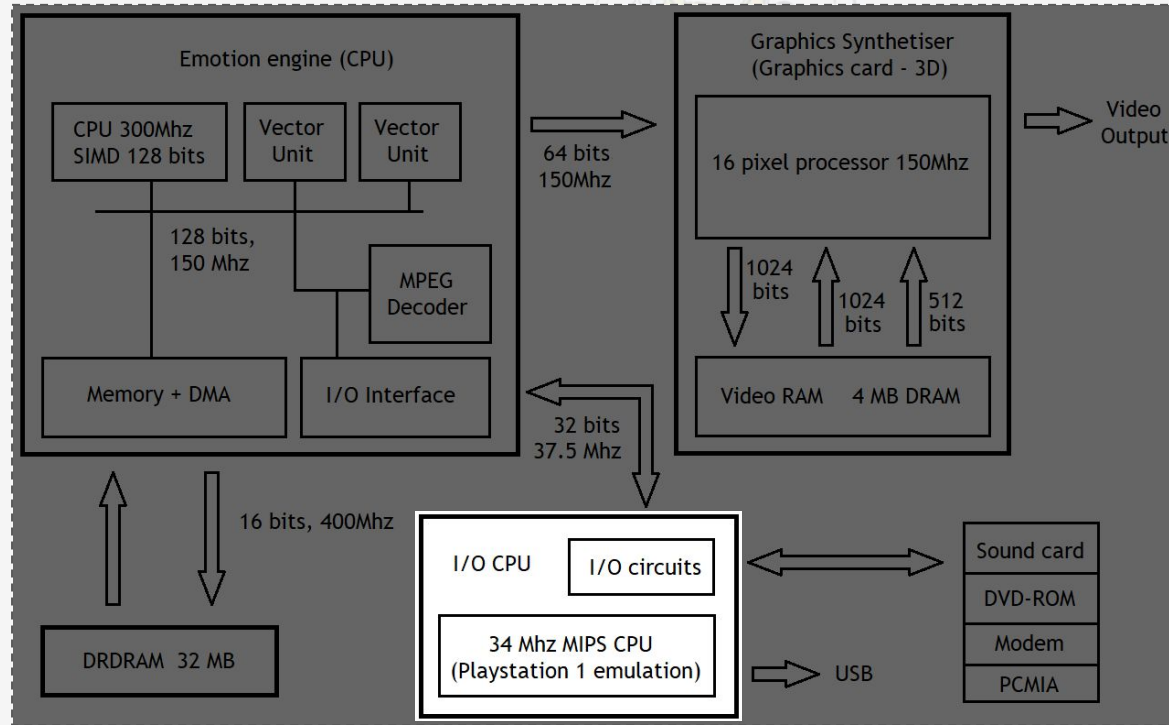 Emotion engine (CPU)
CPU 300Mhz
SIMD 128 bits
Vector
Unit
Vector
Unit
128 bits,
150 Mhz
MPEG
Decoder
Memory + DMA
I/O Interface
64 bits
150Mhz
Graphics Synthetiser
(Graphics card - 3D)
16 pixel processor 150Mhz
1024
bits
1024
bits
512
bits
Video RAM 4 MB DRAM
Video
Output
32 bits
37.5 Mhz
16 bits, 400Mhz
DRDRAM 32 MB
I/O CPU
I/O circuits
34 Mhz MIPS CPU
(Playstation 1 emulation)
USB
Sound card
DVD-ROM
Modem
PCMIA